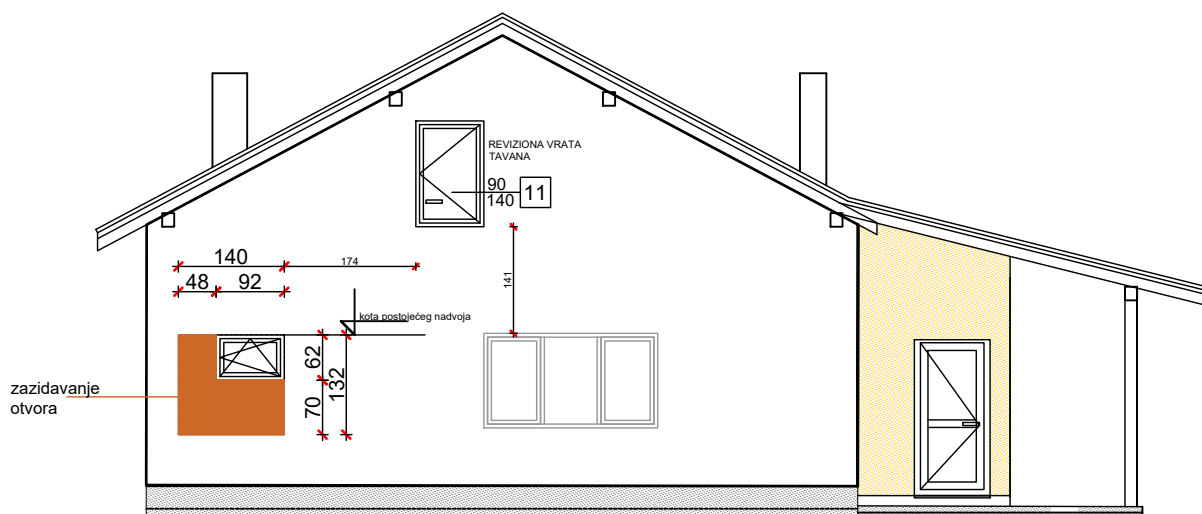 REVIZIONA VRATA
TAVANA
90
140
11
140
174
141
48
92
kota postojećeg nadvoja
62
132
70
zazidavanje
otvora